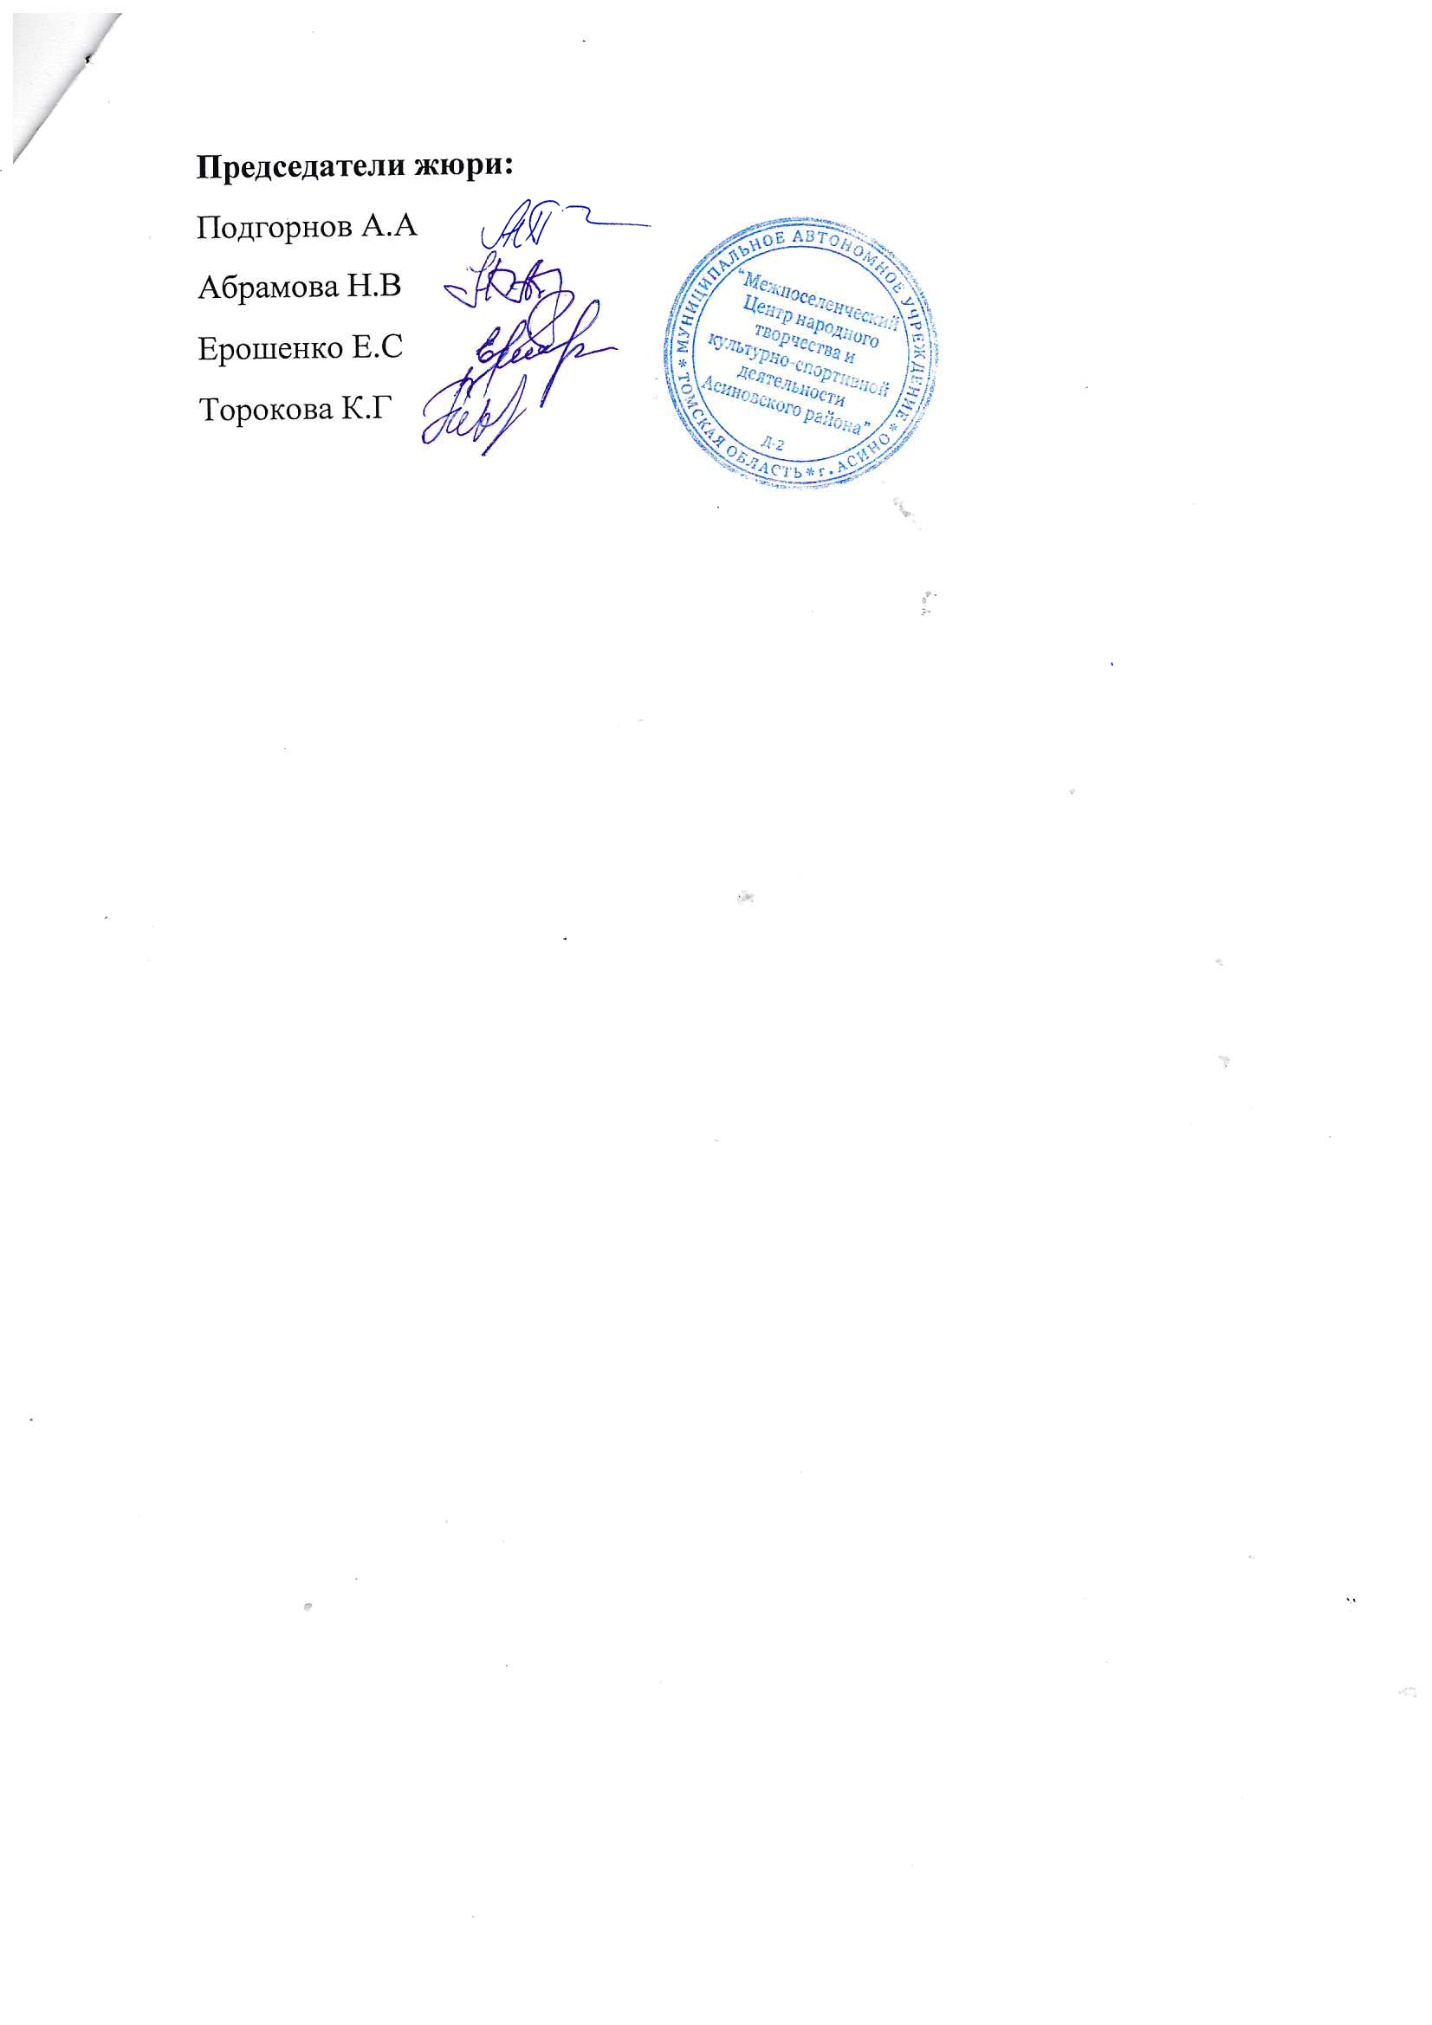 Председатели жюри:
Подгорнов А.А
Абрамова Н.В
Ерошенко Е.С
Торокова К.Г
* МУНИЦИПАЛЬНОЕ АВТОНОМНОЕ УЧРЕЖДЕНИЕ *
ТОМСКАЯ ОБЛАСТЬ * г. АСИНО
"Межпоселенческий
Центр народного
творчества и
культурно-спортивной
деятельности
Асиновского района"
Д-2